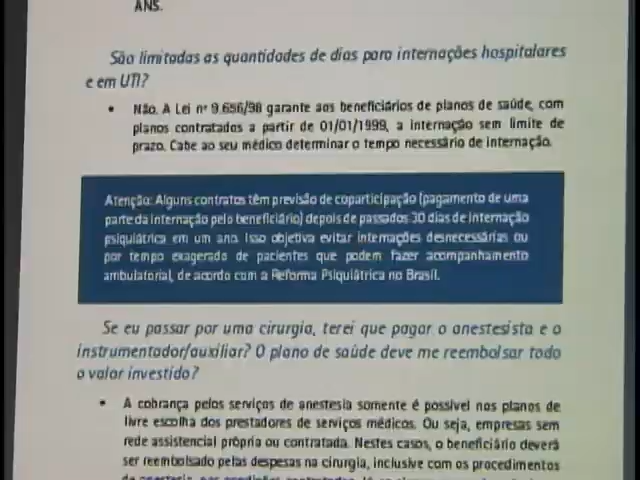 ANS.
São limitadas as quantidades de dias para internações hospitalares
e em UTI?
• Não. A Lei nº 9.656/98 garante aos beneficiários de planos de saúde, com
planos contratados a partir de 01/01/1999, a internação sem limite de
prazo. Cabe ao seu médico determinar o tempo necessário de internação.
Atenção: Alguns contratos têm previsão de coparticipação (pagamento de uma
parte da internação pelo beneficiário) depois de passados 30 dias de internação
psiquiátrica em um ano. Isso objetiva evitar internações desnecessárias ou
por tempo exagerado de pacientes que podem fazer acompanhamento
ambulatorial, de acordo com a Reforma Psiquiátrica no Brasil.
Se eu passar por uma cirurgia, terei que pagar o anestesista e o
instrumentador/auxiliar? O plano de saúde deve me reembolsar todo
o valor investido?
• A cobrança pelos serviços de anestesia somente é possível nos planos de
livre escolha dos prestadores de serviços médicos. Ou seja, empresas sem
rede assistencial própria ou contratada. Nestes casos, o beneficiário deverá
ser reembolsado pelas despesas na cirurgia, inclusive com os procedimentos